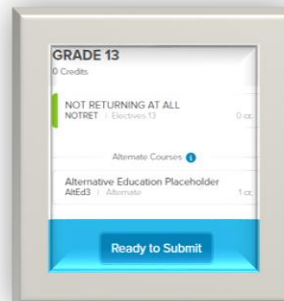 GRADE 13
0 Credits
NOT RETURNING AT ALL
NOTRET | Electives 13 0 cr.
Alternate Courses i
Alternative Education Placeholder
AltEd3 | Alternate 1 cr.
Ready to Submit